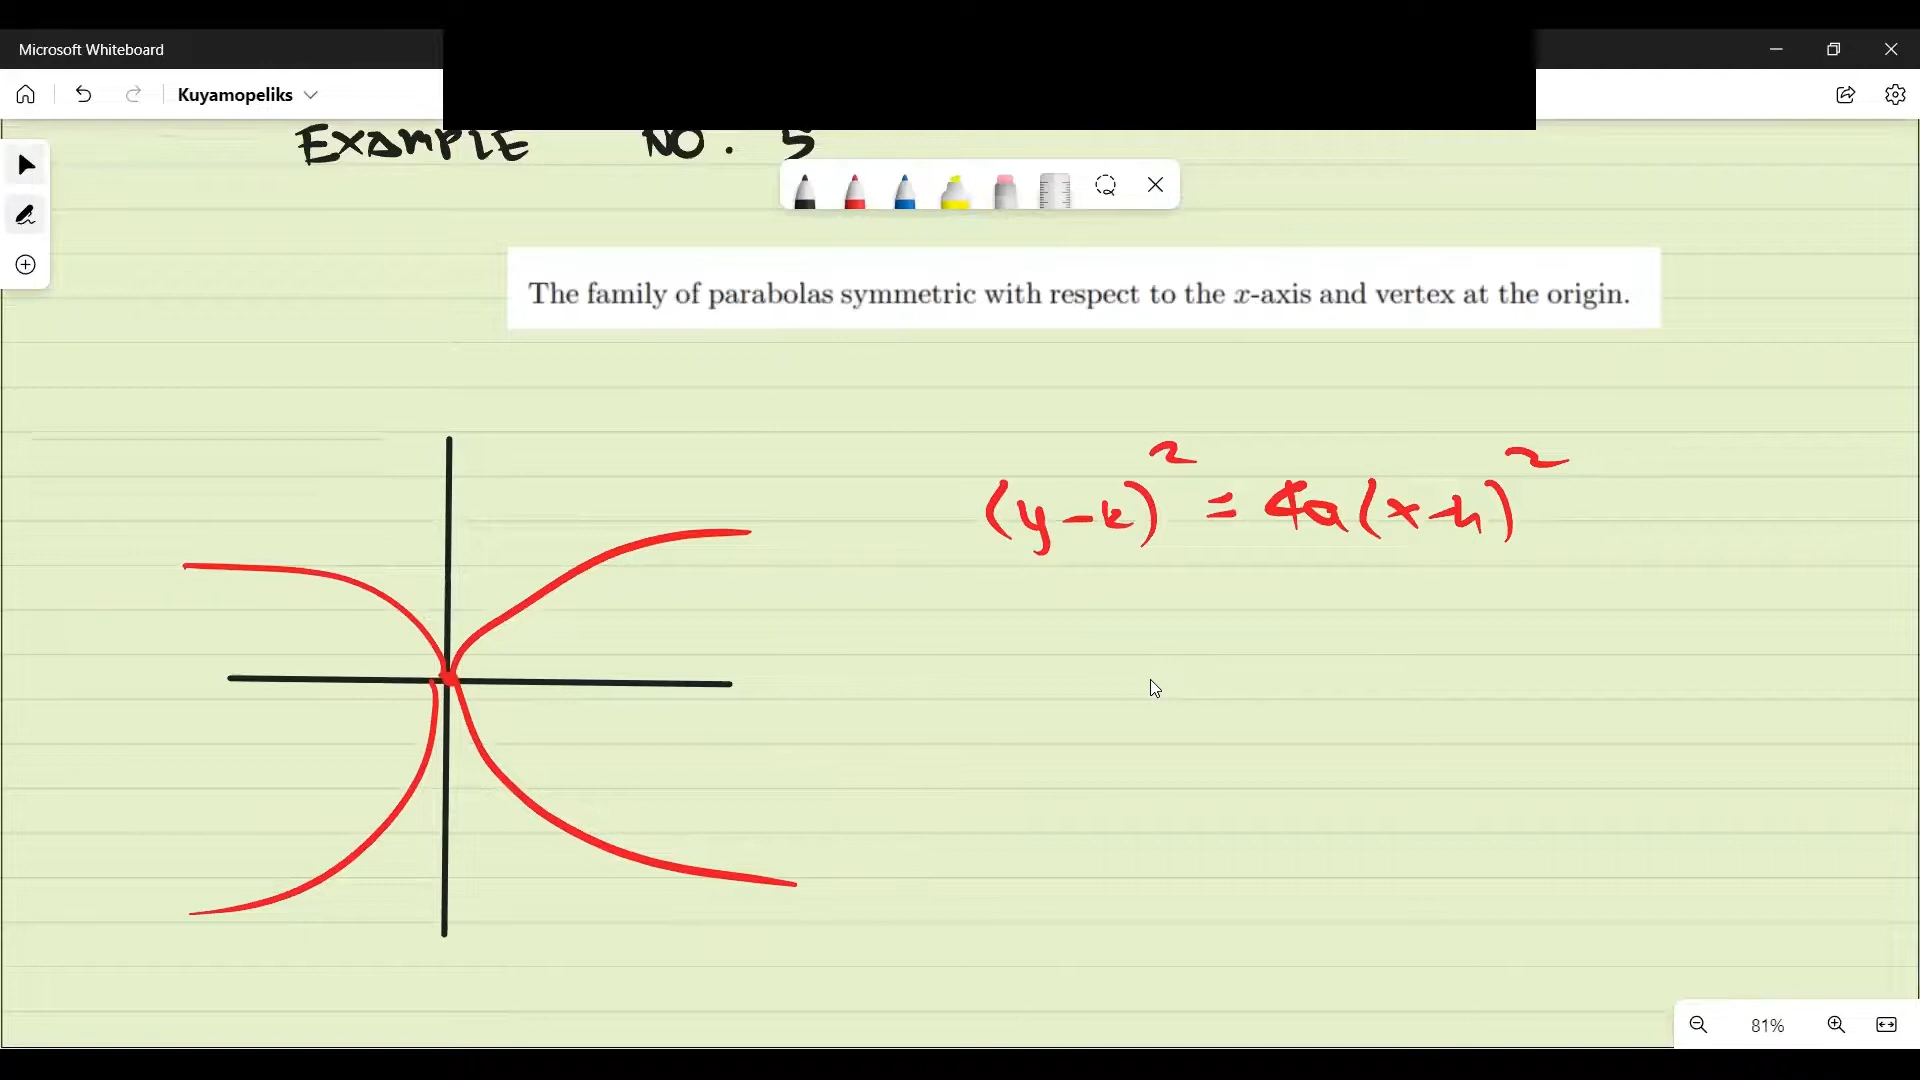 Microsoft Whiteboard
Kuyamopeliks
EXAMPLE NO. 5
The family of parabolas symmetric with respect to the x-axis and vertex at the origin.
(y-k)² = 4a(x-h)²
81%